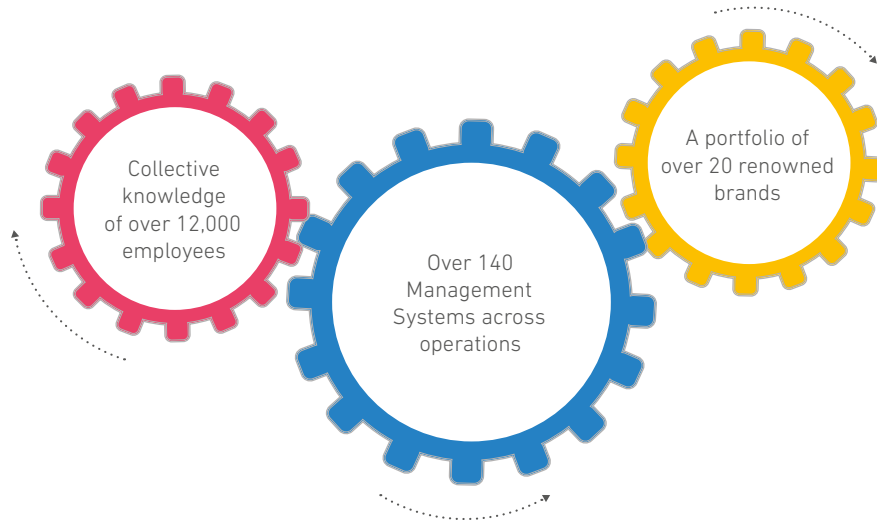 Collective
knowledge
of over 12,000
employees
Over 140
Management
Systems across
operations
A portfolio of
over 20 renowned
brands